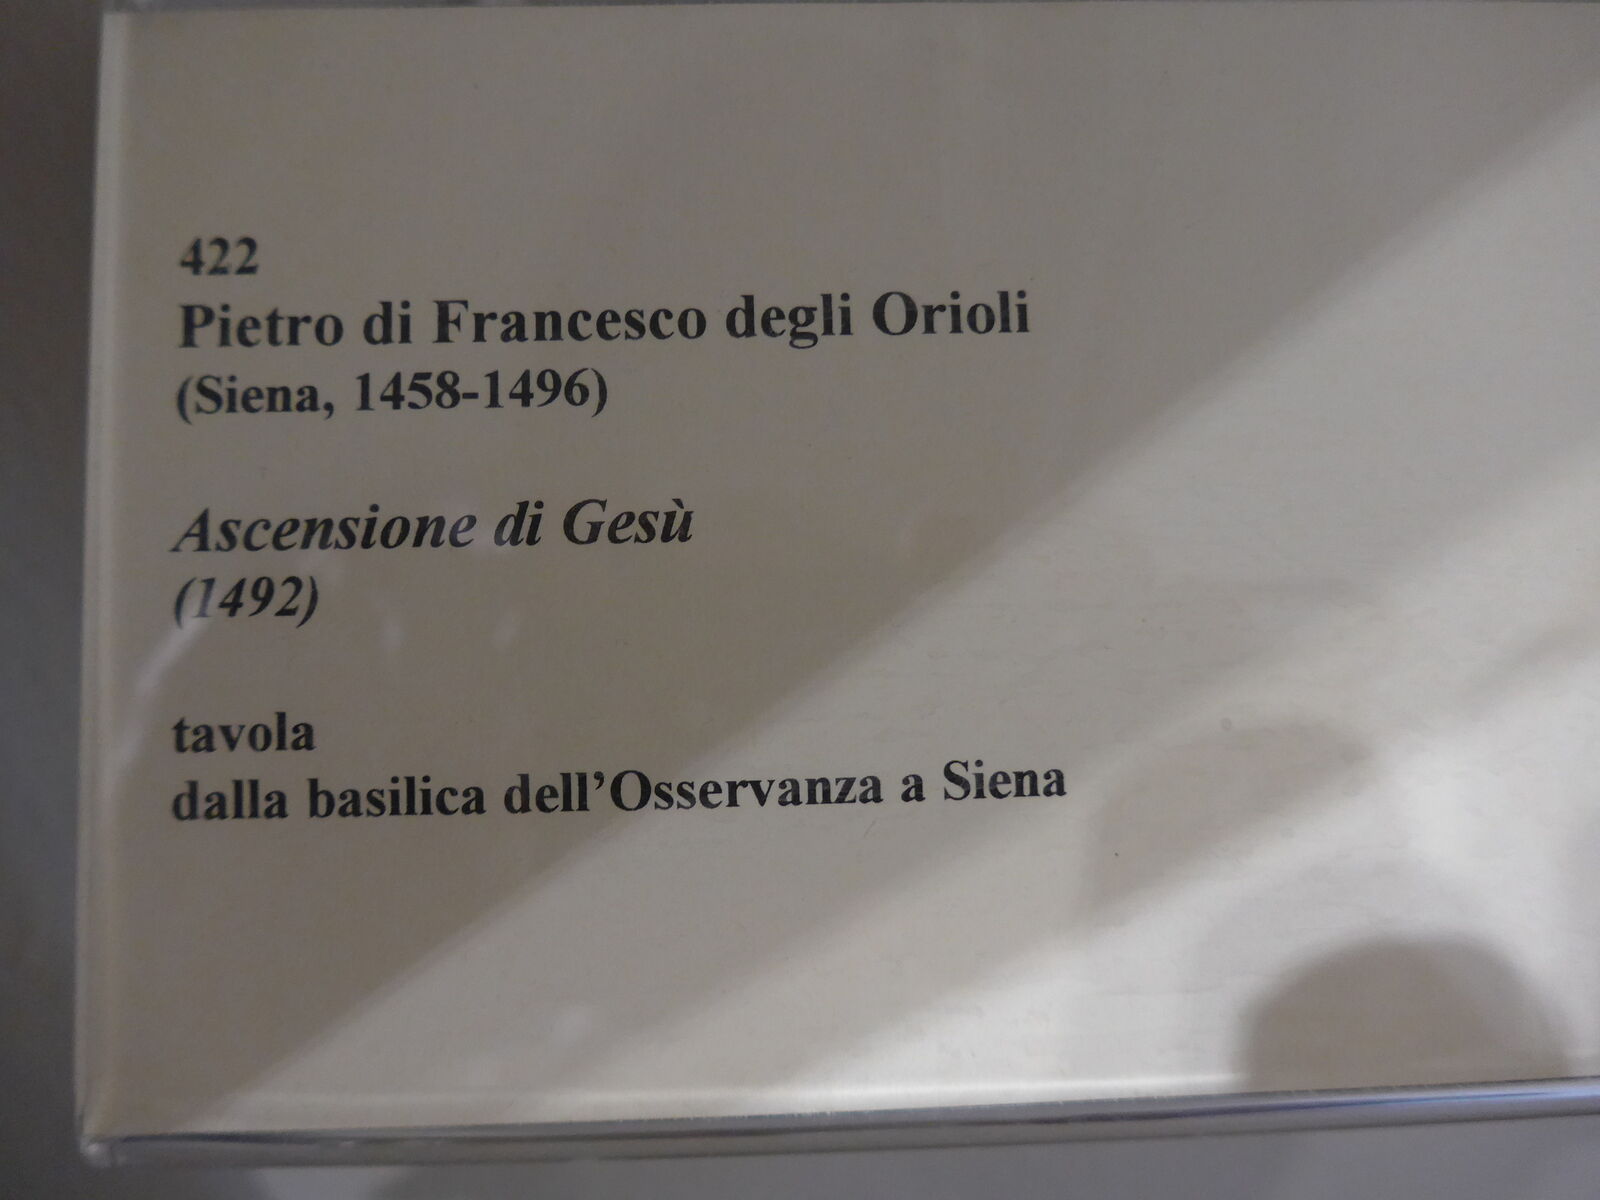 422
Pietro di Francesco degli Orioli
(Siena, 1458-1496)
Ascensione di Gesù
(1492)
tavola
dalla basilica dell’Osservanza a Siena